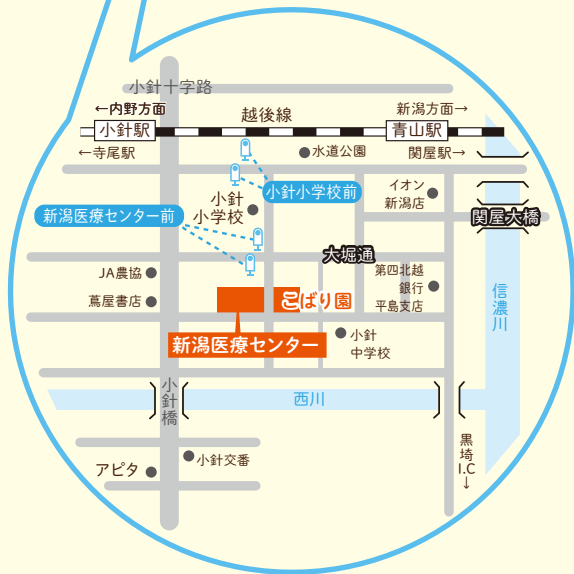 小針十字路
←内野方面
越後線
新潟方面→
小針駅
青山駅
←寺尾駅
水道公園
関屋駅→
小針
小学校
小針小学校前
イオン
新潟店
新潟医療センター前
関屋大橋
大堀通
JA農協
第四北越
銀行
平島支店
蔦屋書店
こばり園
信濃川
新潟医療センター
小針
中学校
小針橋
西川
黒埼I.C↓
小針交番
アピタ